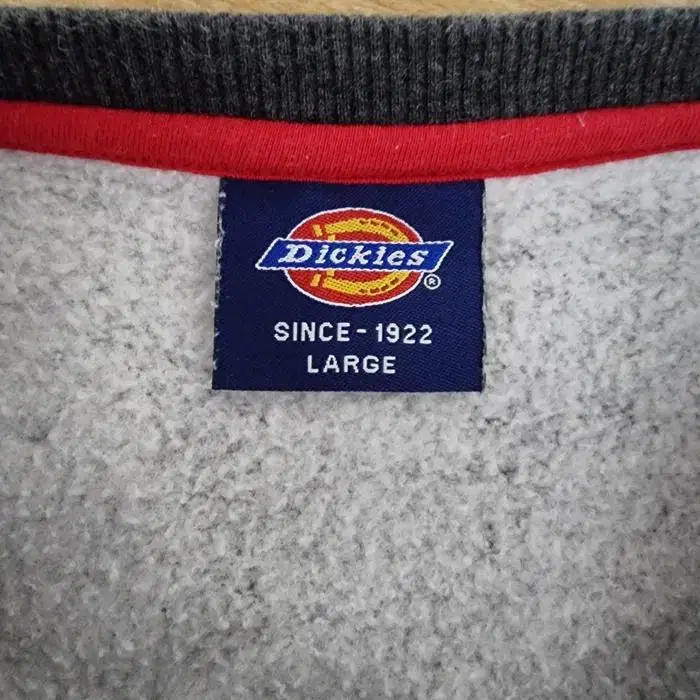 Dickies ®
SINCE - 1922
LARGE